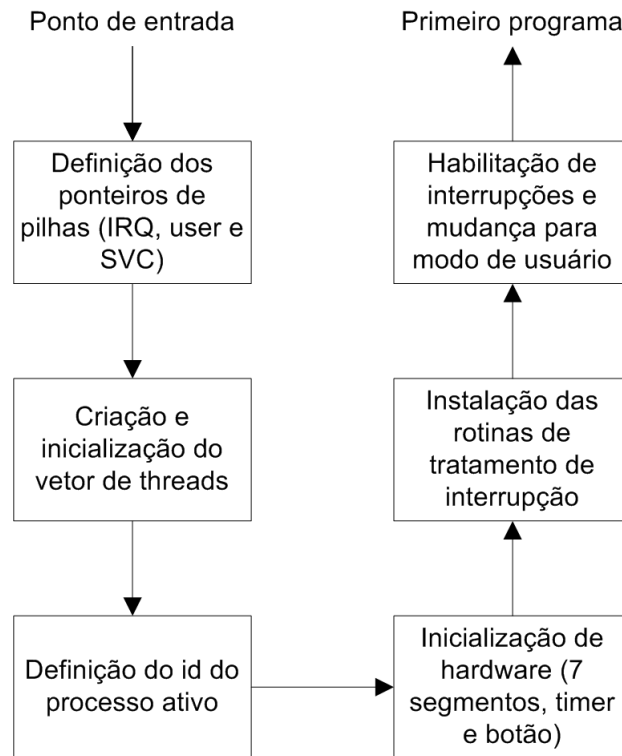 Ponto de entrada
Definição dos
ponteiros de
pilhas (IRQ, user e
SVC)
Criação e
inicialização do
vetor de threads
Definição do id do
processo ativo
Inicialização de
hardware (7
segmentos, timer
e botão)
Instalação das
rotinas de
tratamento de
interrupção
Habilitação de
interrupções e
mudança para
modo de usuário
Primeiro programa